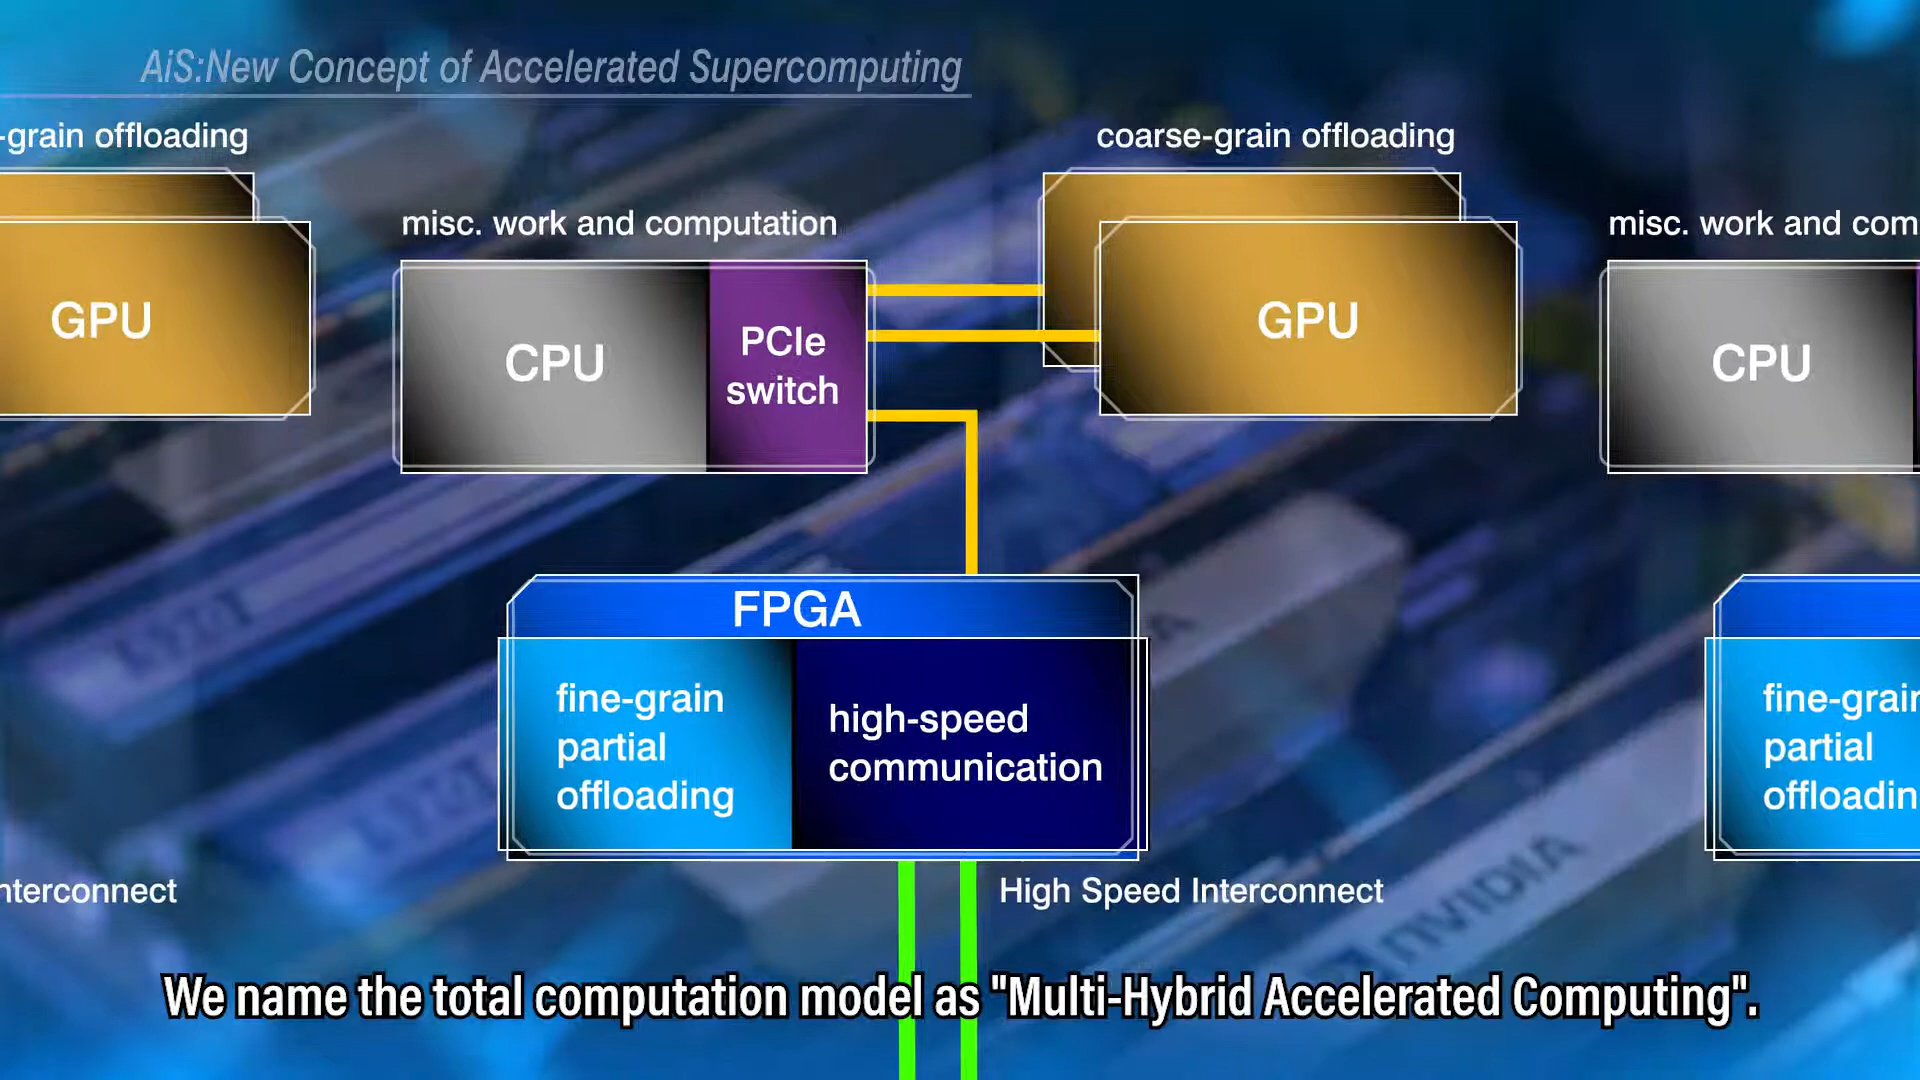 AiS:New Concept of Accelerated Supercomputing
-grain offloading
coarse-grain offloading
misc. work and computation
misc. work and com
GPU
CPU
PCIe
switch
GPU
CPU
FPGA
fine-grain
partial
offloading
high-speed
communication
fine-grain
partial
offloadin
nterconnect
High Speed Interconnect
NVIDIA
We name the total computation model as "Multi-Hybrid Accelerated Computing".